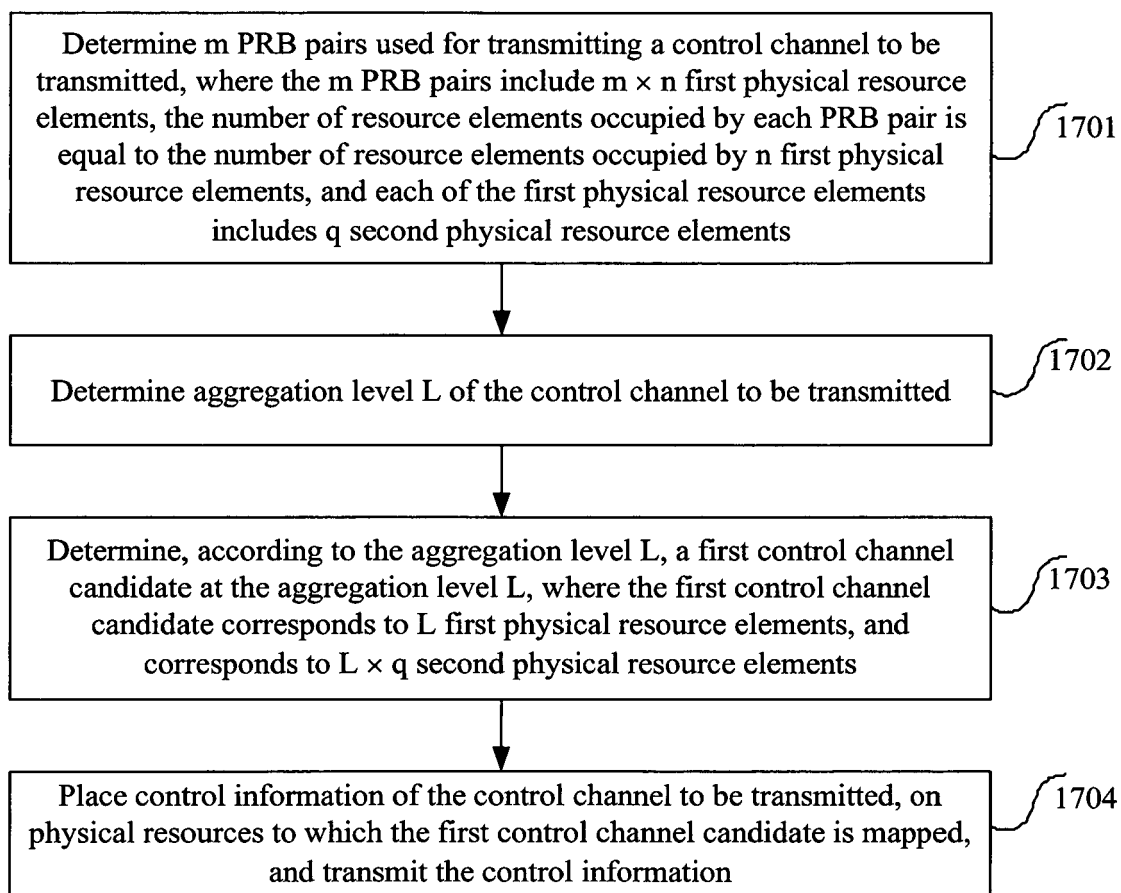 Determine m PRB pairs used for transmitting a control channel to be
transmitted, where the m PRB pairs include m × n first physical resource
elements, the number of resource elements occupied by each PRB pair is
equal to the number of resource elements occupied by n first physical
resource elements, and each of the first physical resource elements
includes q second physical resource elements
1701
Determine aggregation level L of the control channel to be transmitted
1702
Determine, according to the aggregation level L, a first control channel
candidate at the aggregation level L, where the first control channel
candidate corresponds to L first physical resource elements, and
corresponds to L × q second physical resource elements
1703
Place control information of the control channel to be transmitted, on
physical resources to which the first control channel candidate is mapped,
and transmit the control information
1704